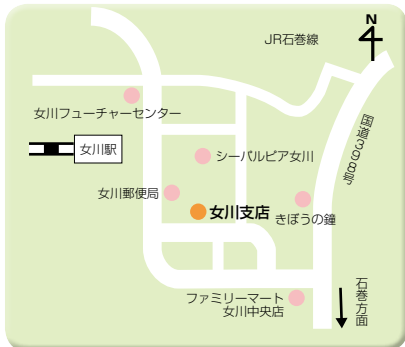 N
JR石巻線
女川フューチャーセンター
国道398号
女川駅
シーパルピア女川
女川郵便局
女川支店
きぼうの鐘
石巻方面
ファミリーマート
女川中央店